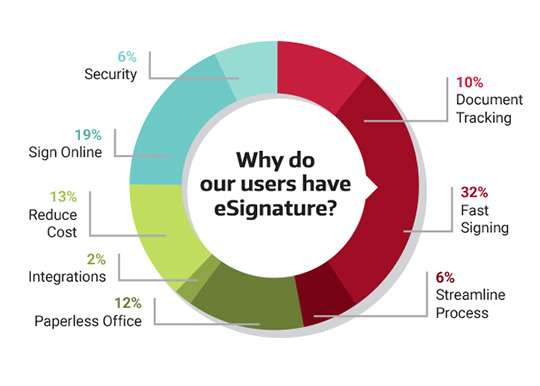 Why do
our users have
eSignature?
10%
Document
Tracking
32%
Fast
Signing
6%
Streamline
Process
12%
Paperless Office
2%
Integrations
13%
Reduce
Cost
19%
Sign Online
6%
Security